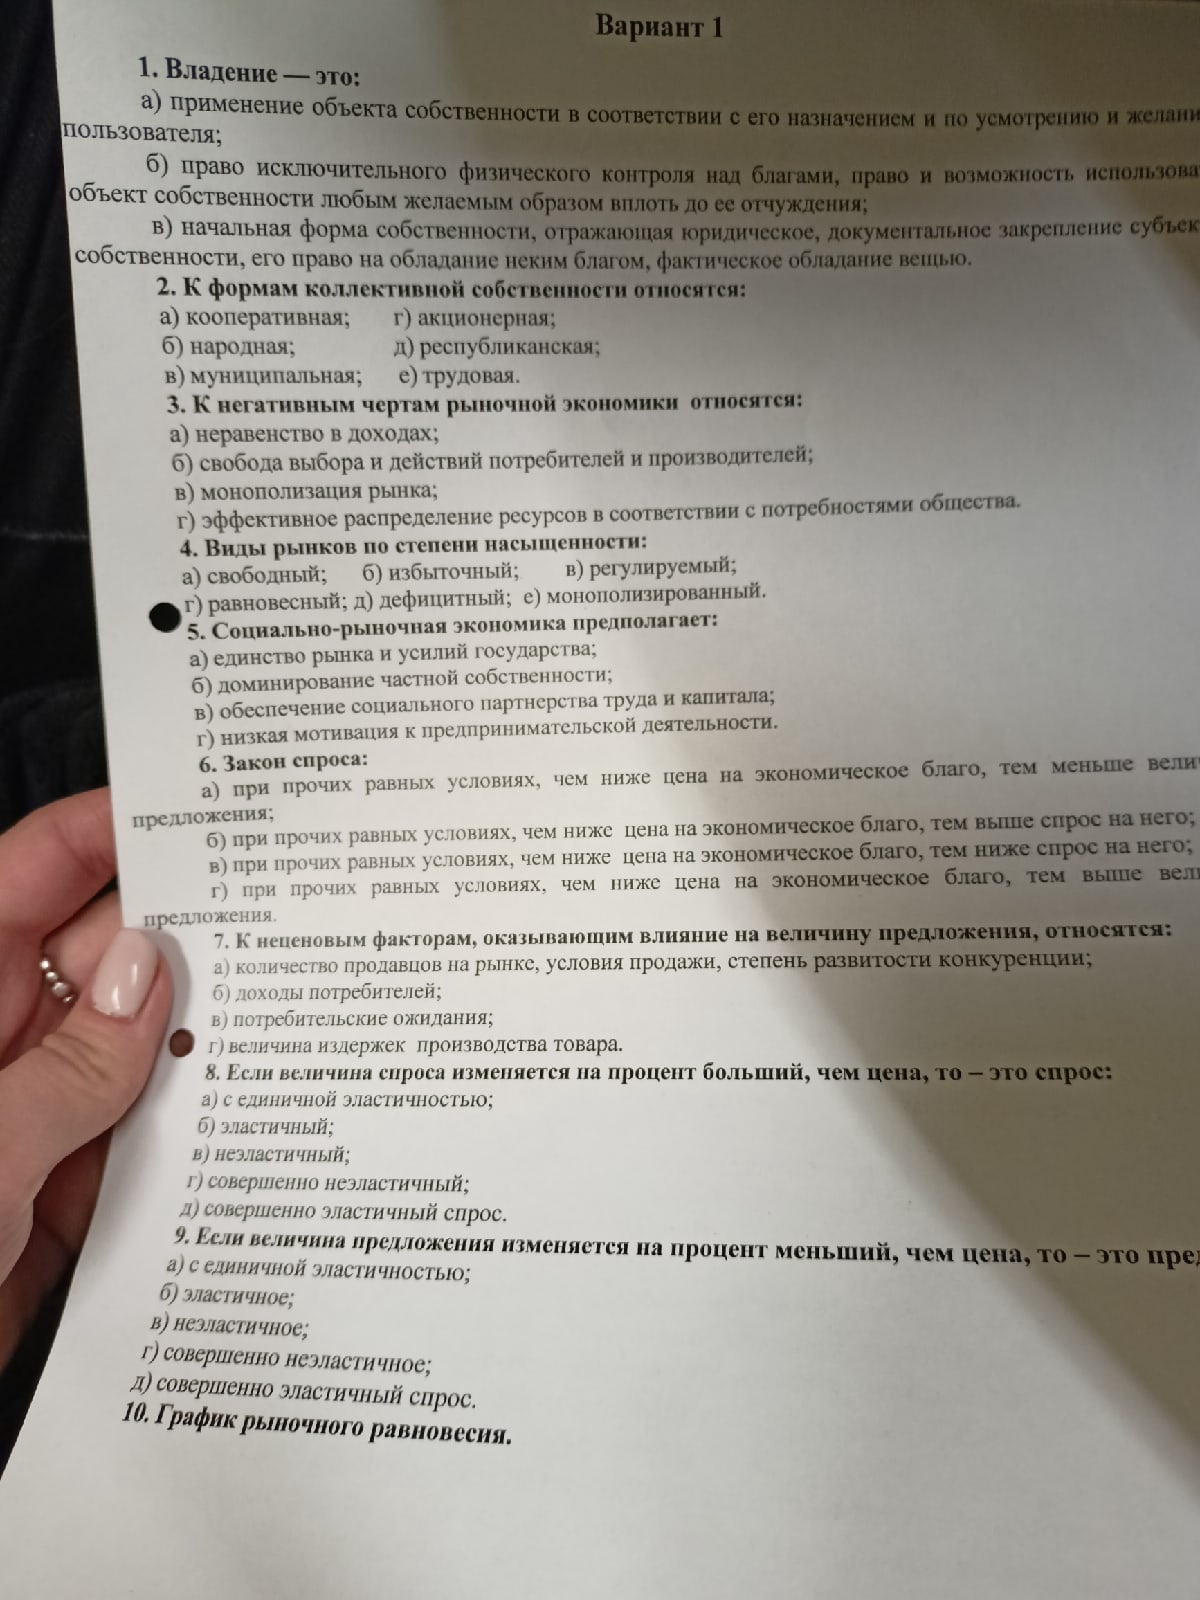 Вариант 1
1. Владение — это:
а) применение объекта собственности в соответствии с его назначением и по усмотрению и
пользователя;
б) право исключительного физического контроля над благами, право и возможность
объект собственности любым желаемым образом вплоть до ее отчуждения;
в) начальная форма собственности, отражающая юридическое, документальное закрепление
собственности, его право на обладание неким благом, фактическое обладание вещью.
2. К формам коллективной собственности относятся:
а) кооперативная; г) акционерная;
б) народная; д) республиканская;
в) муниципальная; е) трудовая.
3. К негативным чертам рыночной экономики относятся:
а) неравенство в доходах;
б) свобода выбора и действий потребителей и производителей;
в) монополизация рынка;
г) эффективное распределение ресурсов в соответствии с потребностями общества.
4. Виды рынков по степени насыщенности:
а) свободный; б) избыточный; в) регулируемый;
г) равновесный; д) дефицитный; е) монополизированный.
5. Социально-рыночная экономика предполагает:
а) единство рынка и усилий государства;
б) доминирование частной собственности;
в) обеспечение социального партнерства труда и капитала;
г) низкая мотивация к предпринимательской деятельности.
6. Закон спроса:
а) при прочих равных условиях, чем ниже цена на экономическое благо, тем меньше
предложения;
б) при прочих равных условиях, чем ниже цена на экономическое благо, тем выше спрос на него;
в) при прочих равных условиях, чем ниже цена на экономическое благо, тем ниже спрос на него;
г) при прочих равных условиях, чем ниже цена на экономическое благо, тем выше
предложения.
7. К неценовым факторам, оказывающим влияние на величину предложения, относятся:
а) количество продавцов на рынке, условия продажи, степень развитости конкуренции;
б) доходы потребителей;
в) потребительские ожидания;
г) величина издержек производства товара.
8. Если величина спроса изменяется на процент больший, чем цена, то – это спрос:
а) с единичной эластичностью;
б) эластичный;
в) неэластичный;
г) совершенно неэластичный;
д) совершенно эластичный спрос.
9. Если величина предложения изменяется на процент меньший, чем цена, то – это
а) с единичной эластичностью;
б) эластичное;
в) неэластичное;
г) совершенно неэластичное;
д) совершенно эластичный спрос.
10. График рыночного равновесия.